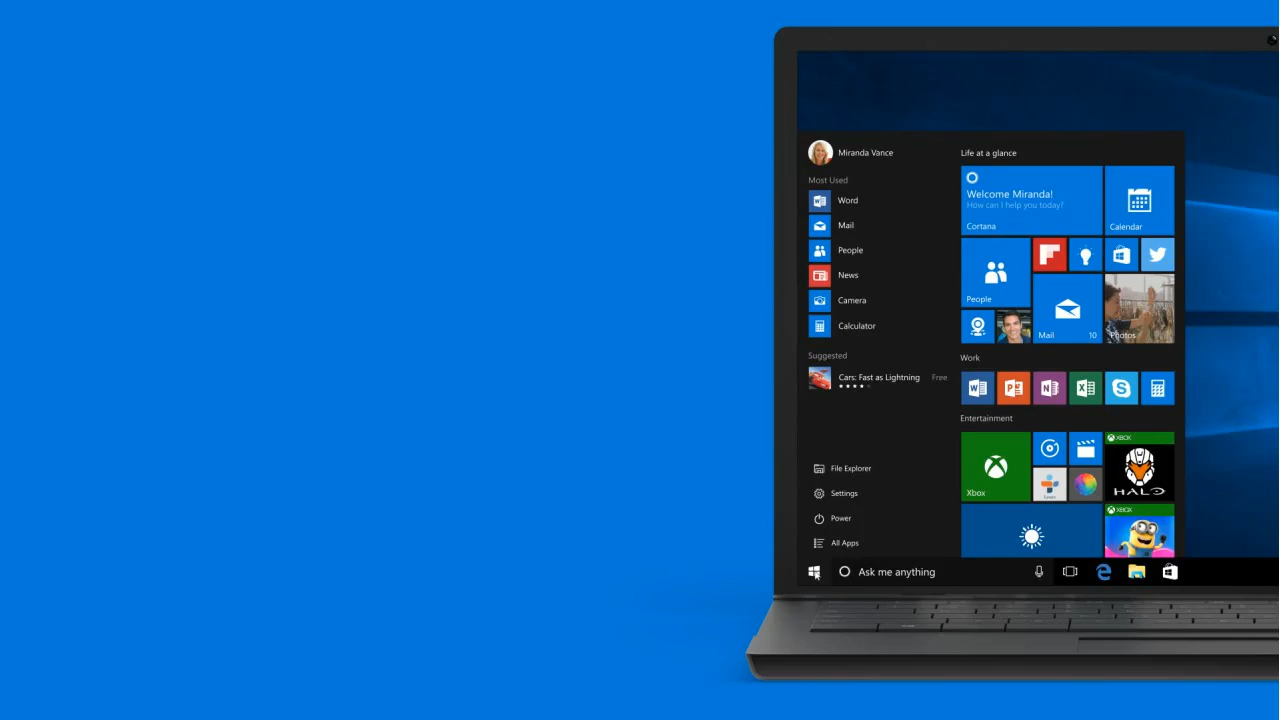 Miranda Vance
Most Used
Word
Mail
People
News
Camera
Calculator
Suggested
Cars: Fast as Lightning Free
File Explorer
Settings
Power
All Apps
Life at a glance
Welcome Miranda!
How can I help you today?
Cortana
Calendar
People
Mail 10
Photos
Work
Entertainment
Xbox
XBOX
HALO
XBOX
Ask me anything